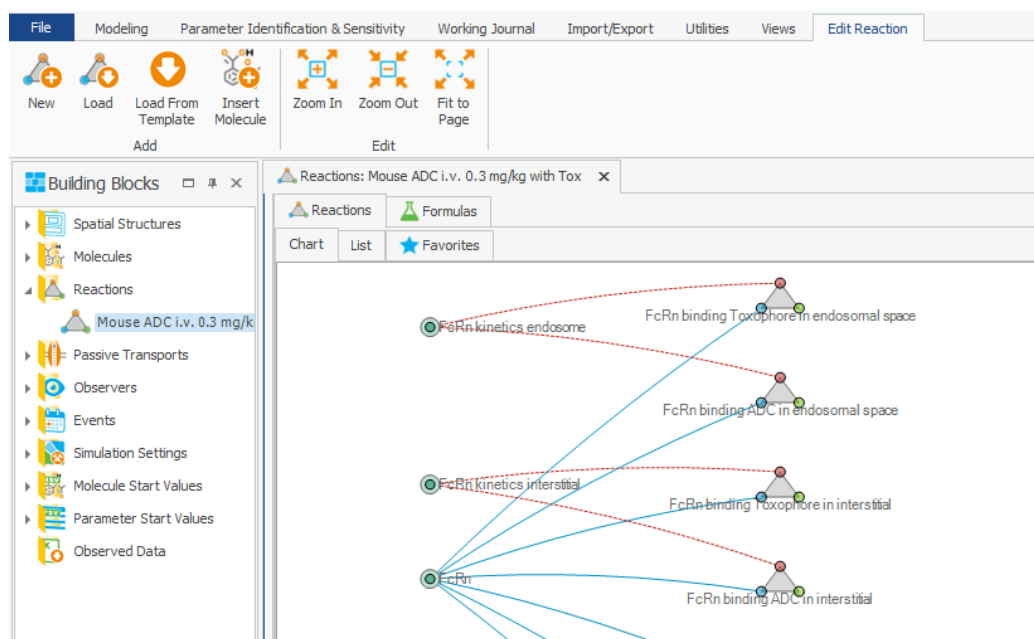 File Modeling Parameter Identification & Sensitivity Working Journal Import/Export Utilities Views Edit Reaction
New Load Load From Insert Zoom In Zoom Out Fit to
Template Molecule Page
Add Edit
Building Blocks
Spatial Structures
Molecules
Reactions
Mouse ADC i.v. 0.3 mg/k
Passive Transports
Observers
Events
Simulation Settings
Molecule Start Values
Parameter Start Values
Observed Data
Reactions: Mouse ADC i.v. 0.3 mg/kg with Tox
Reactions Formulas
Chart List Favorites
FcRn binding Toxophore in endosomal space
FcRn kinetics endosome
FcRn binding ADC in endosomal space
FcRn kinetics interstitial
FcRn binding Toxophore in interstitial
FcRn
FcRn binding ADC in interstitial